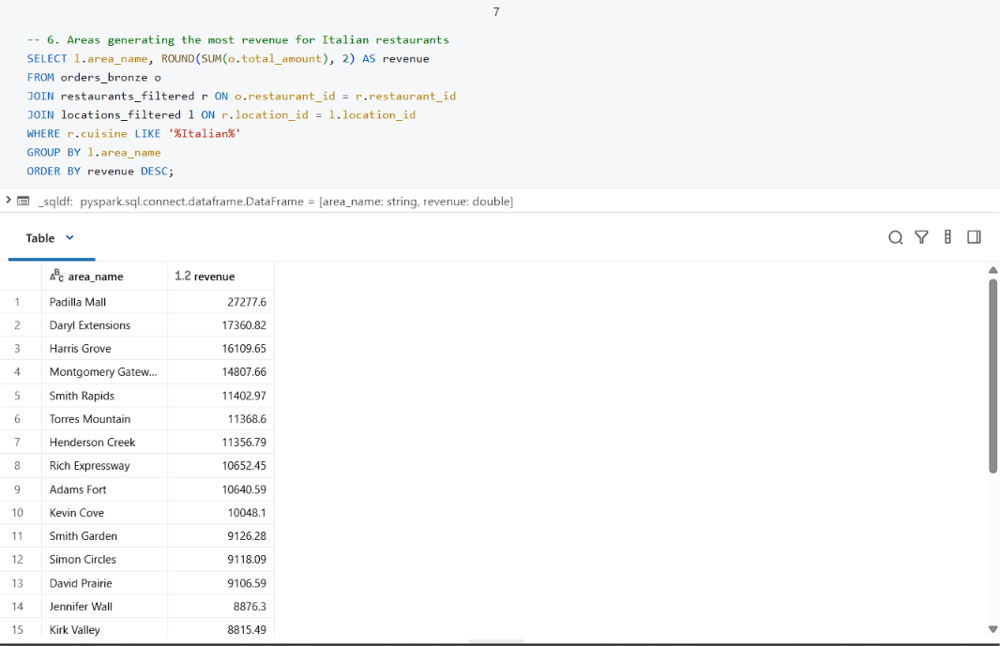 7
-- 6. Areas generating the most revenue for Italian restaurants
SELECT l.area_name, ROUND(SUM(o.total_amount), 2) AS revenue
FROM orders_bronze o
JOIN restaurants_filtered r ON o.restaurant_id = r.restaurant_id
JOIN locations_filtered l ON r.location_id = l.location_id
WHERE r.cuisine LIKE '%Italian%'
GROUP BY l.area_name
ORDER BY revenue DESC;
_sqldf: pyspark.sql.connect.dataframe.DataFrame = [area_name: string, revenue: double]
Table
ABC area_name 1.2 revenue
1 Padilla Mall 27277.6
2 Daryl Extensions 17360.82
3 Harris Grove 16109.65
4 Montgomery Gatew... 14807.66
5 Smith Rapids 11402.97
6 Torres Mountain 11368.6
7 Henderson Creek 11356.79
8 Rich Expressway 10652.45
9 Adams Fort 10640.59
10 Kevin Cove 10048.1
11 Smith Garden 9126.28
12 Simon Circles 9118.09
13 David Prairie 9106.59
14 Jennifer Wall 8876.3
15 Kirk Valley 8815.49